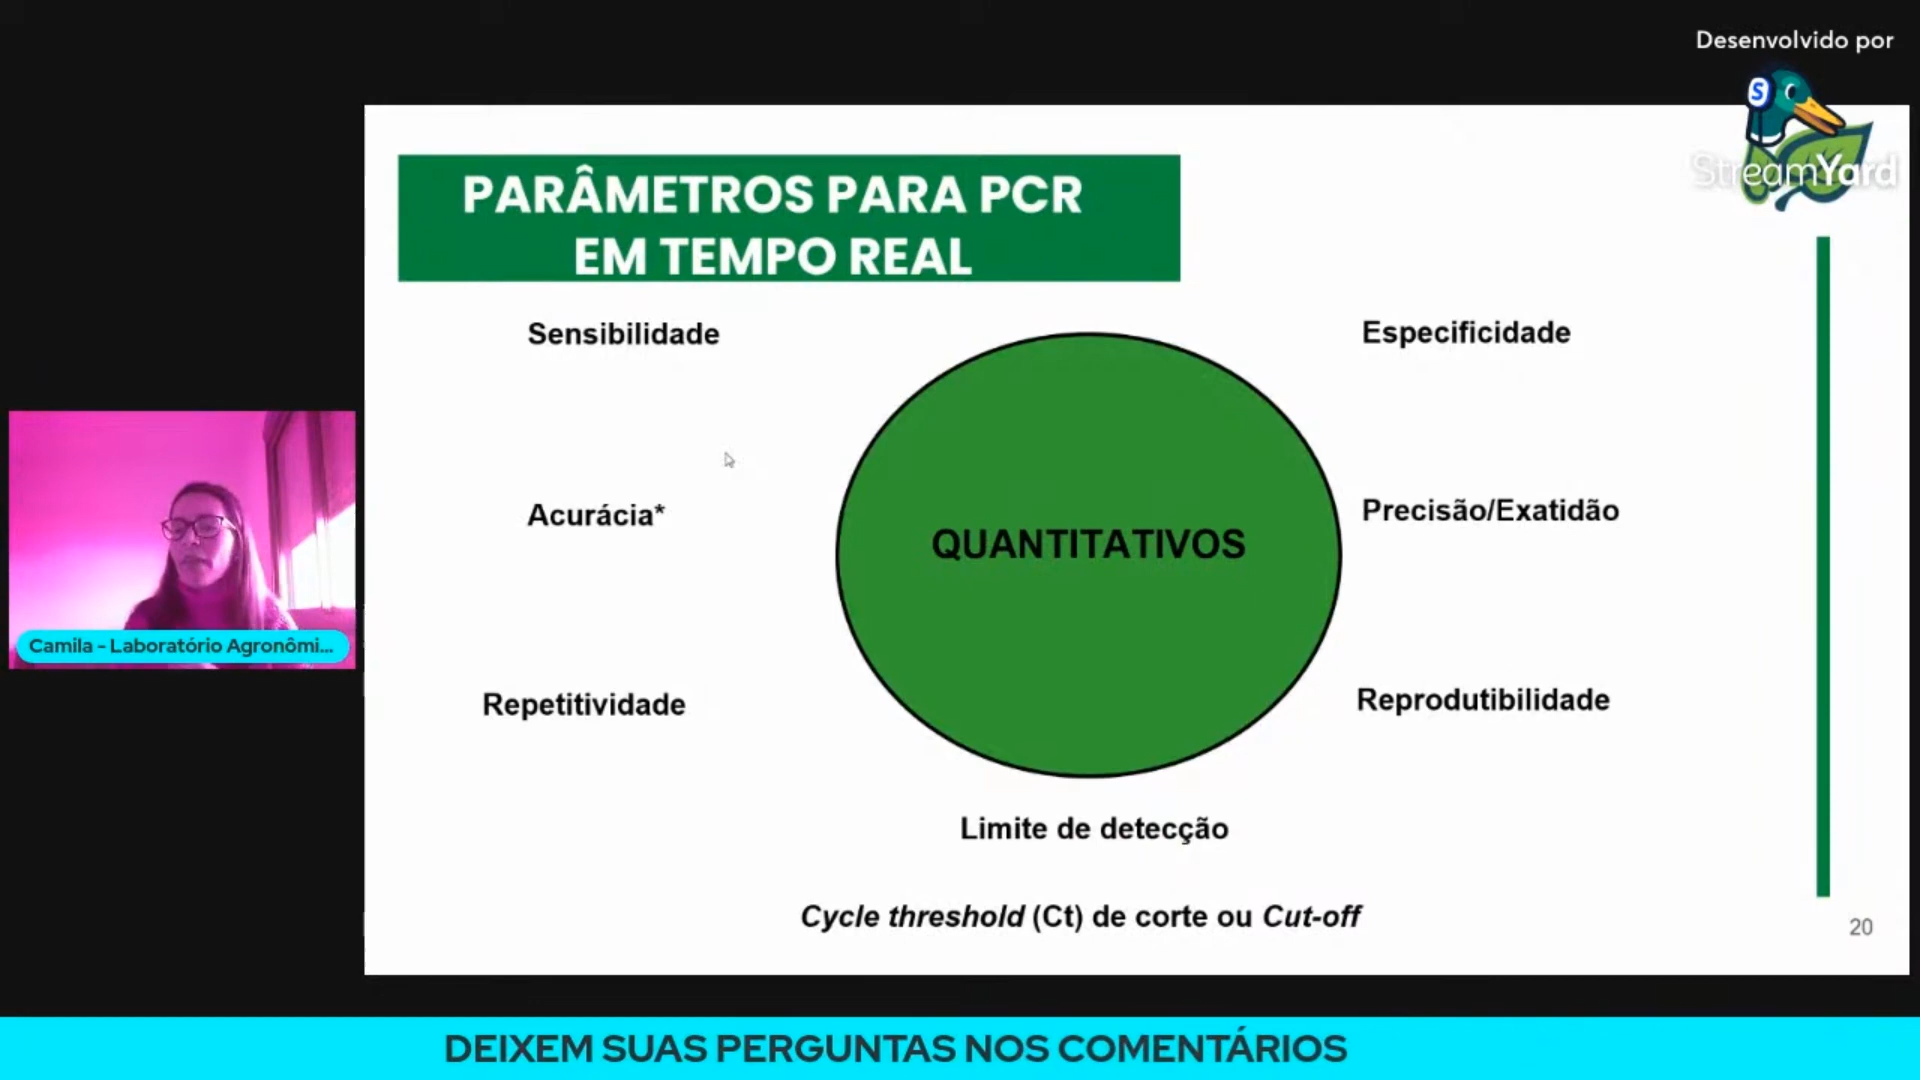 Desenvolvido por
StreamYard
PARÂMETROS PARA PCR
EM TEMPO REAL
Sensibilidade
Especificidade
Acurácia*
QUANTITATIVOS
Precisão/Exatidão
Repetitividade
Reprodutibilidade
Limite de detecção
Cycle threshold (Ct) de corte ou Cut-off
20
Camila - Laboratório Agronômi...
DEIXEM SUAS PERGUNTAS NOS COMENTÁRIOS